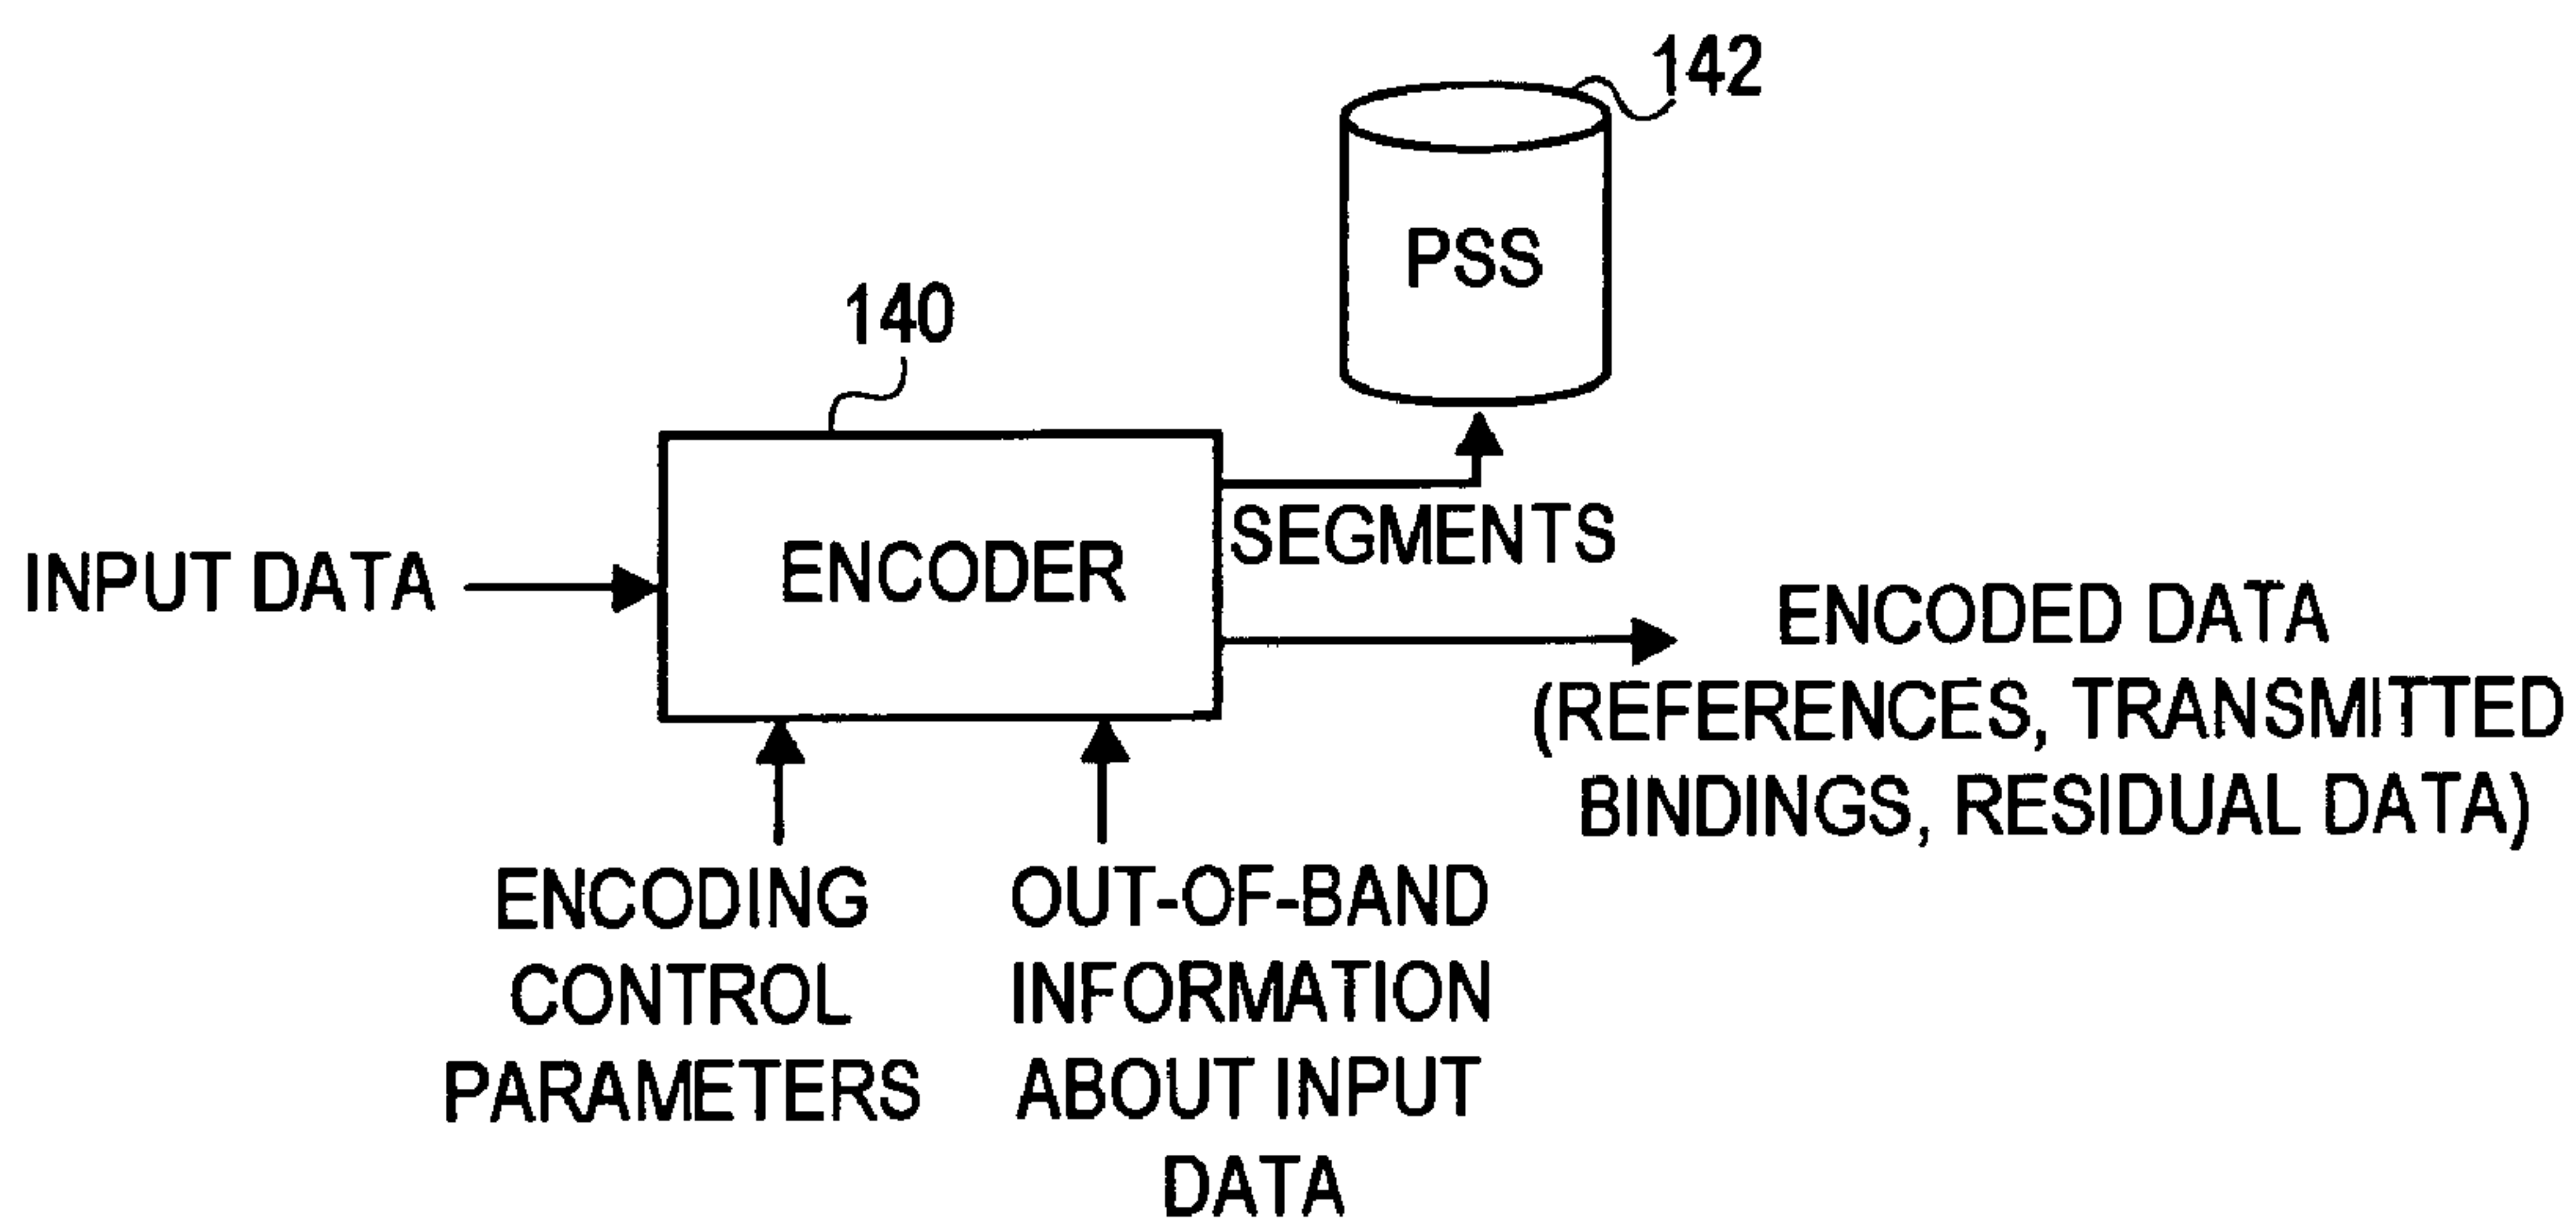 142
PSS
140
ENCODER
SEGMENTS
INPUT DATA
ENCODED DATA
(REFERENCES, TRANSMITTED
BINDINGS, RESIDUAL DATA)
ENCODING
CONTROL
PARAMETERS
OUT-OF-BAND
INFORMATION
ABOUT INPUT
DATA